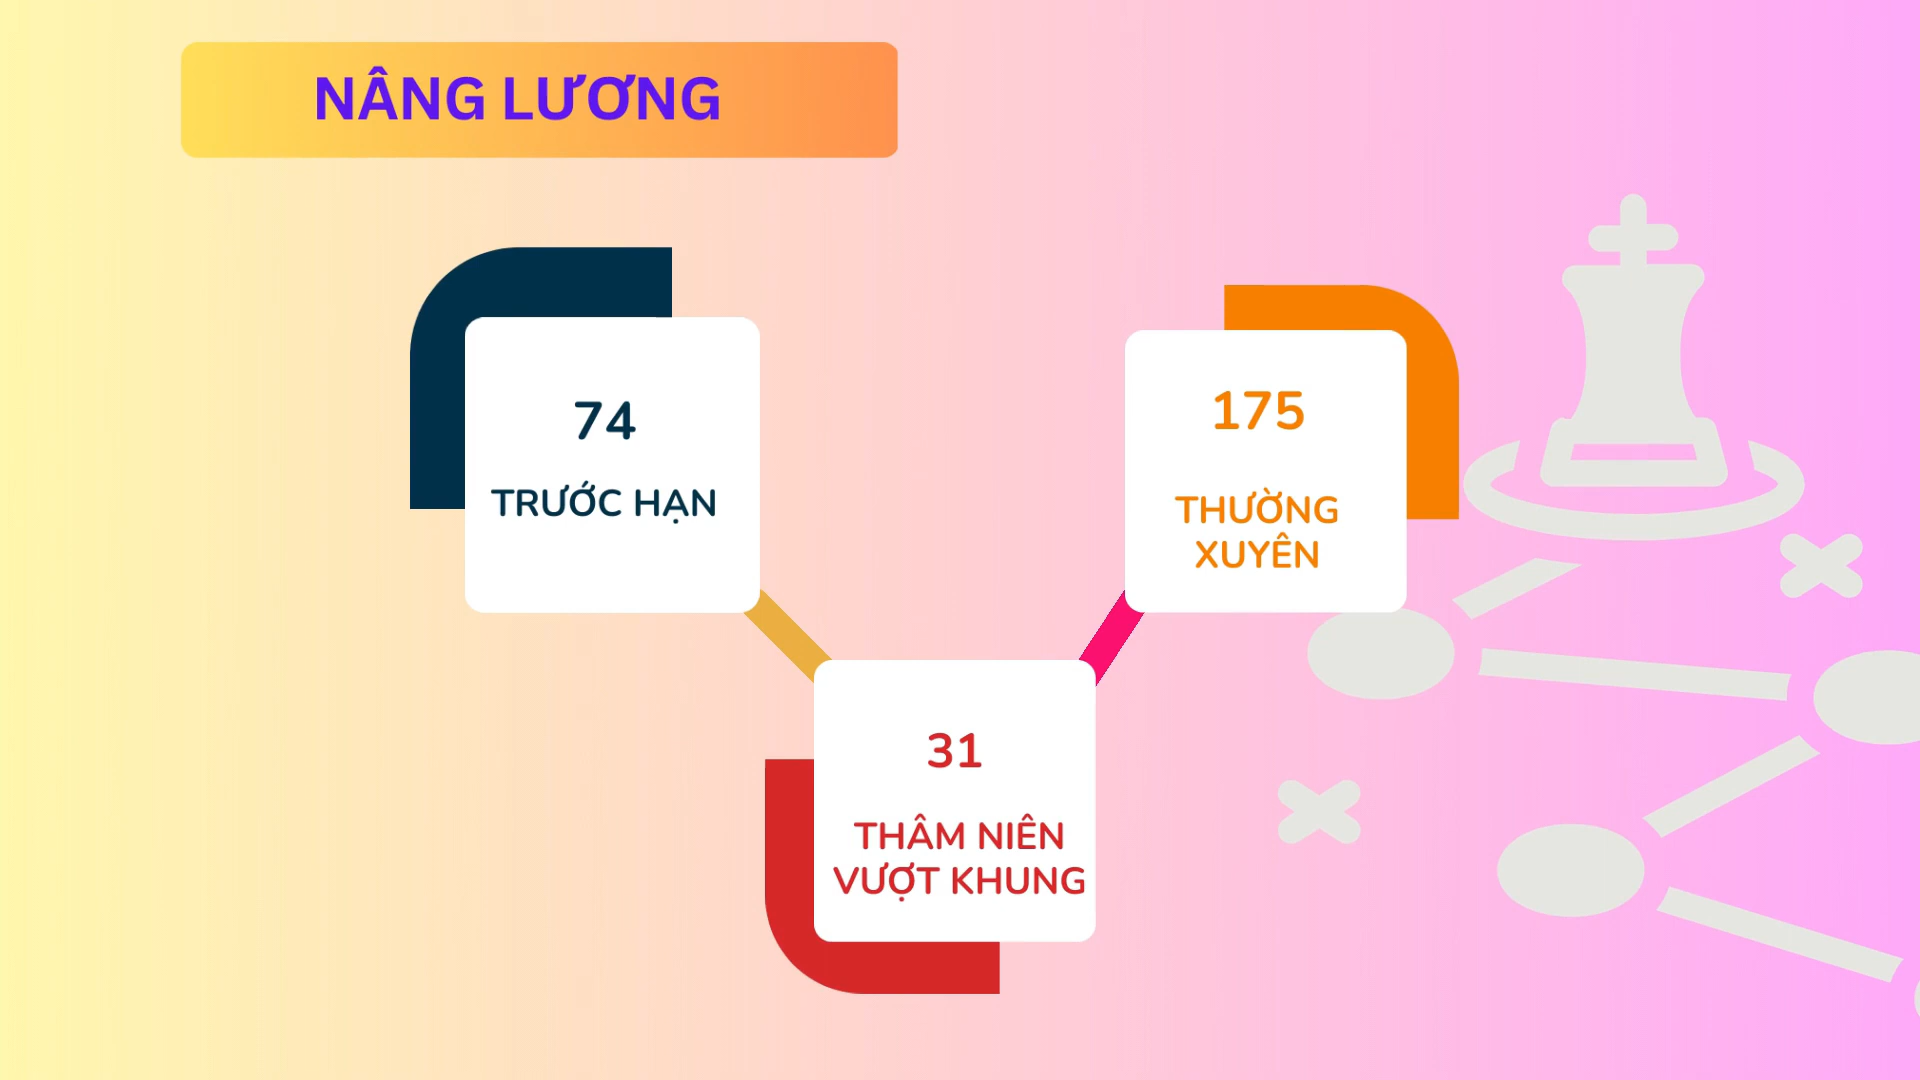 NÂNG LƯƠNG
74
TRƯỚC HẠN
175
THƯỜNG
XUYÊN
31
THÂM NIÊN
VƯỢT KHUNG